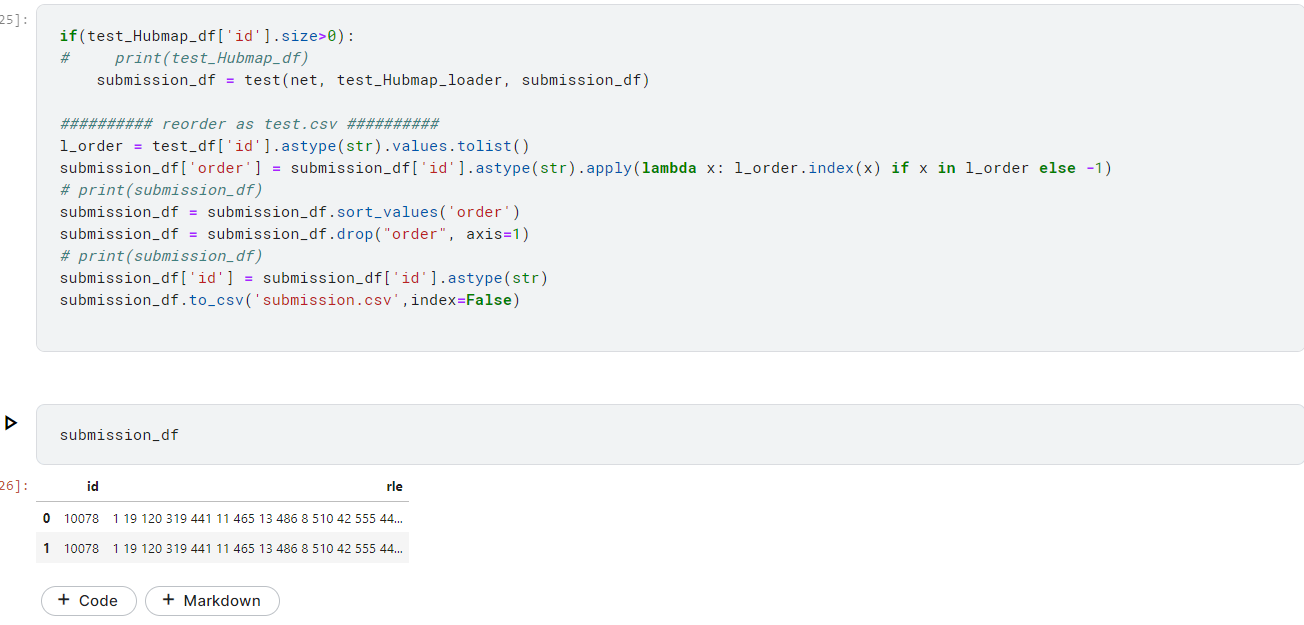 25]:
if(test_Hubmap_df['id'].size>0):
#     print(test_Hubmap_df)
    submission_df = test(net, test_Hubmap_loader, submission_df)
########## reorder as test.csv ##########
l_order = test_df['id'].astype(str).values.tolist()
submission_df['order'] = submission_df['id'].astype(str).apply(lambda x: l_order.index(x) if x in l_order else -1)
# print(submission_df)
submission_df = submission_df.sort_values('order')
submission_df = submission_df.drop("order", axis=1)
# print(submission_df)
submission_df['id'] = submission_df['id'].astype(str)
submission_df.to_csv('submission.csv',index=False)
submission_df
26]:
id rle
0 10078 1 19 120 319 441 11 465 13 486 8 510 42 555 44...
1 10078 1 19 120 319 441 11 465 13 486 8 510 42 555 44...
+ Code + Markdown